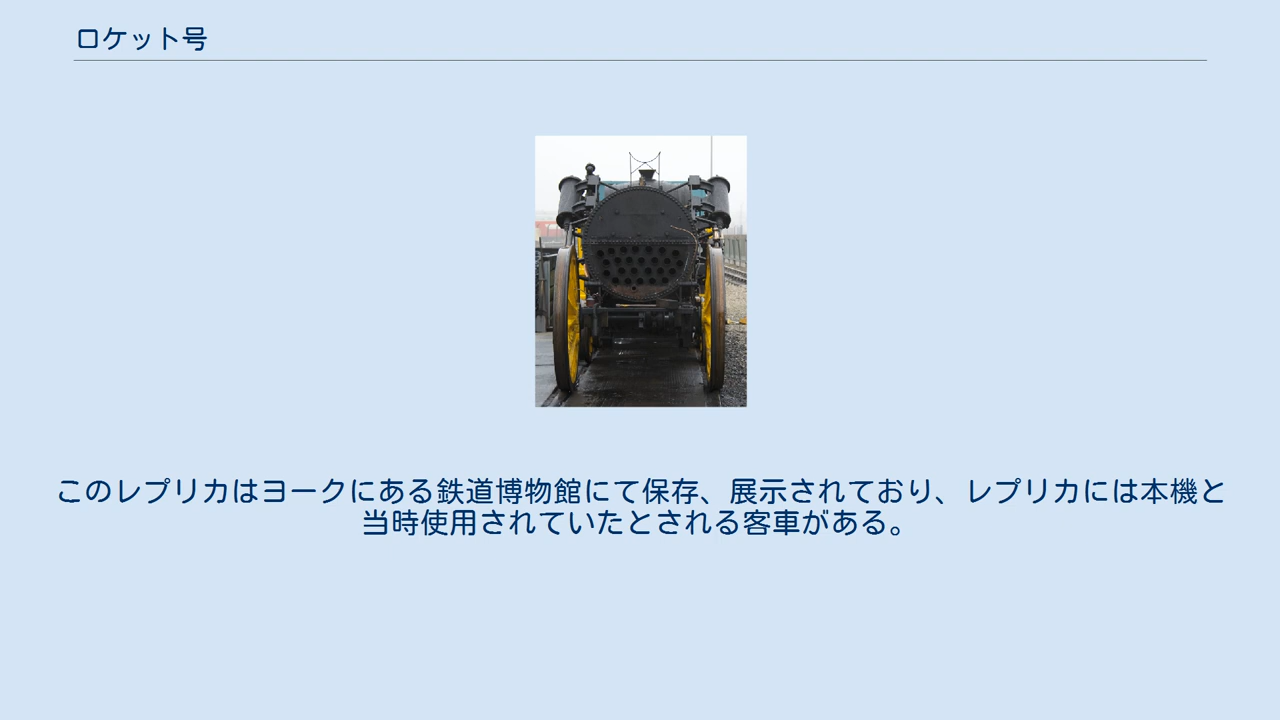 ロケット号
このレプリカはヨークにある鉄道博物館にて保存、展示されており、レプリカには本機と
当時使用されていたとされる客車がある。